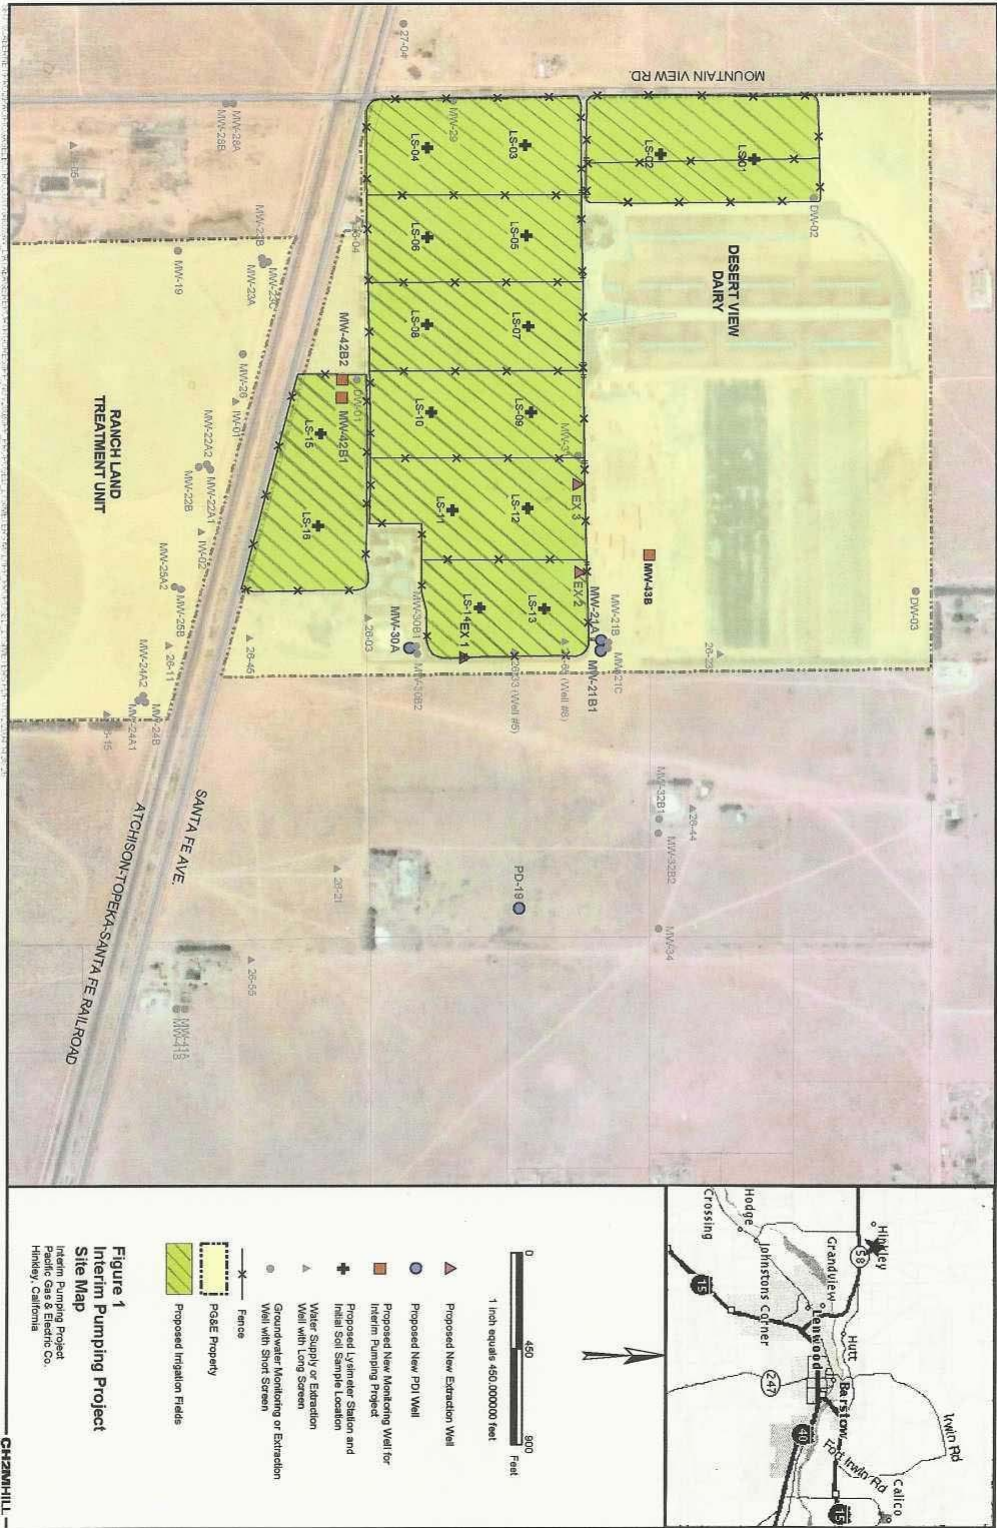 27-04
MOUNTAIN VIEW RD.
MW-28A
MW-28B
MW-29
LS-04
LS-03
LS-02
LS-01
DW-02
DESERT VIEW
DAIRY
LS-06
LS-05
LS-08
LS-07
MW-23B
MW-23C
MW-23A
MW-19
MW-42B2
MW-42B1
DW-01
LS-10
LS-09
LS-15
LS-16
LS-11
LS-12
EX 3
EX 2
MW-43B
DW-03
MW-26
IW-01
MW-22A2
MW-22A1
MW-22B
IW-02
RANCH LAND
TREATMENT UNIT
MW-25A2
MW-25B
26-11
MW-24A2
MW-24B
MW-24A1
26-03
MW-30A
MW-30B1
MW-30B2
LS-14
EX 1
LS-13
MW-21A
MW-21B
MW-21C
MW-21B1
SANTA FE AVE.
ATCHISON-TOPEKA-SANTA FE RAILROAD
26-21
26-55
PD-19
MW-32B1
26-44
MW-32B2
MW-34
MW-41A
MW-41B
Irwin Rd
Calico
Fort Irwin Rd
15
Hinkley
58
Grandview
Hutt
Barstow
Lenwood
40
Hodge
Johnstons Corner
247
Crossing
15
0
450
900
Feet
1 inch equals 450.000000 feet
Proposed New Extraction Well
Proposed New PDI Well
Proposed New Monitoring Well for
Interim Pumping Project
Proposed Lysimeter Station and
Initial Soil Sample Location
Water Supply or Extraction
Well with Long Screen
Groundwater Monitoring or Extraction
Well with Short Screen
Fence
PG&E Property
Proposed Irrigation Fields
Figure 1
Interim Pumping Project
Site Map
Interim Pumping Project
Pacific Gas & Electric Co.
Hinkley, California
CH2MHILL